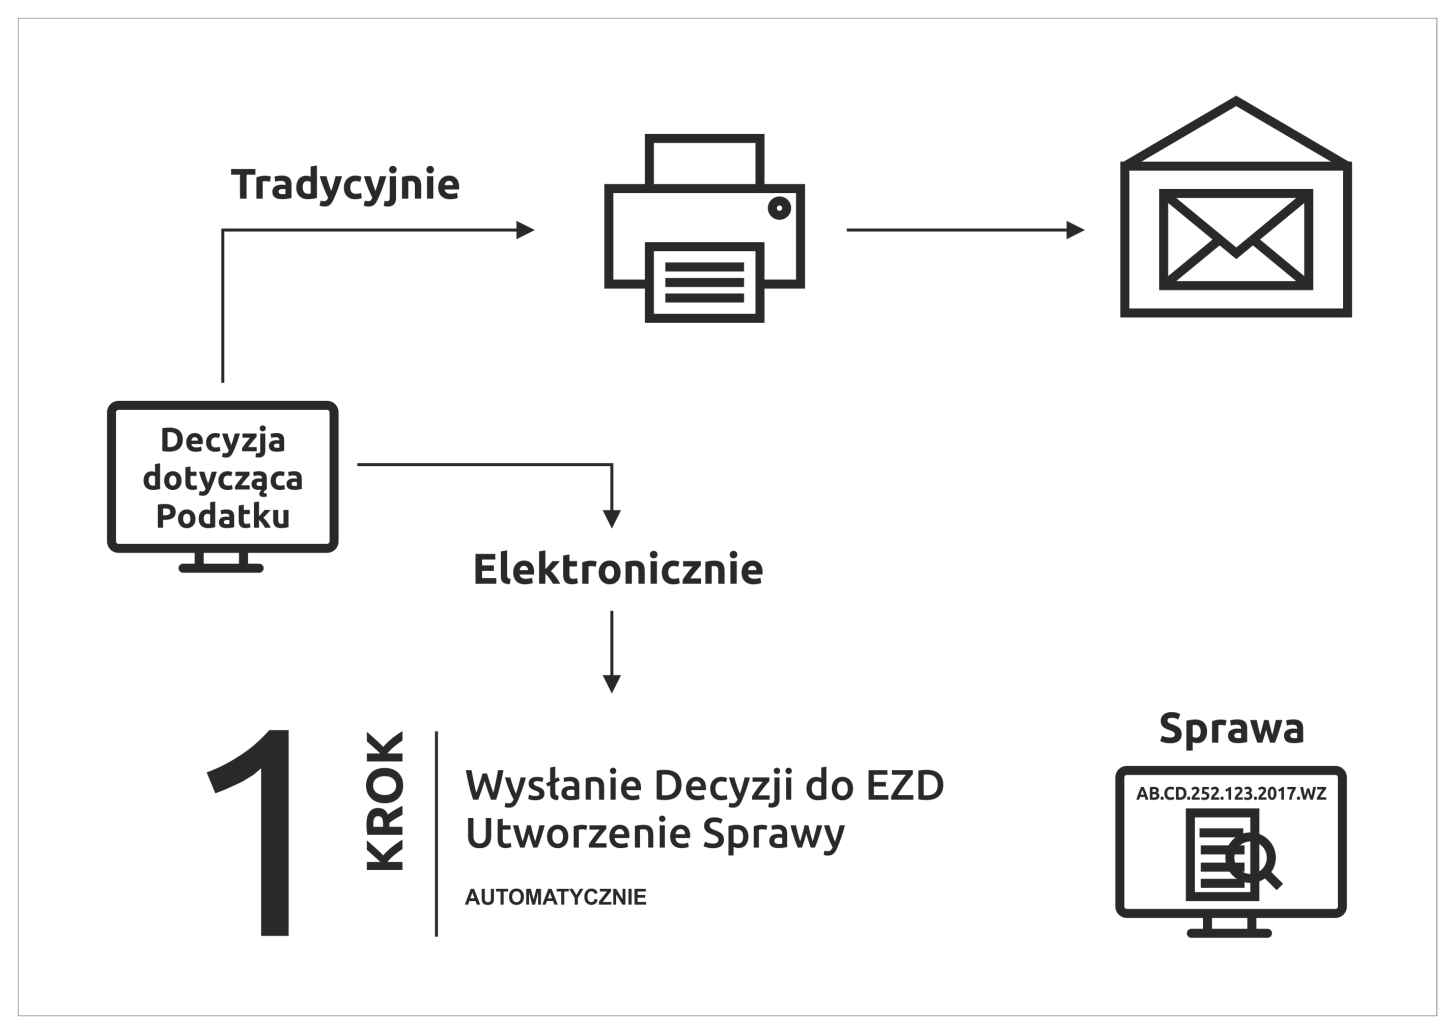 Tradycyjnie
Decyzja
dotycząca
Podatku
Elektronicznie
1
KROK
Wysłanie Decyzji do EZD
Utworzenie Sprawy
AUTOMATYCZNIE
Sprawa
AB.CD.252.123.2017.WZ